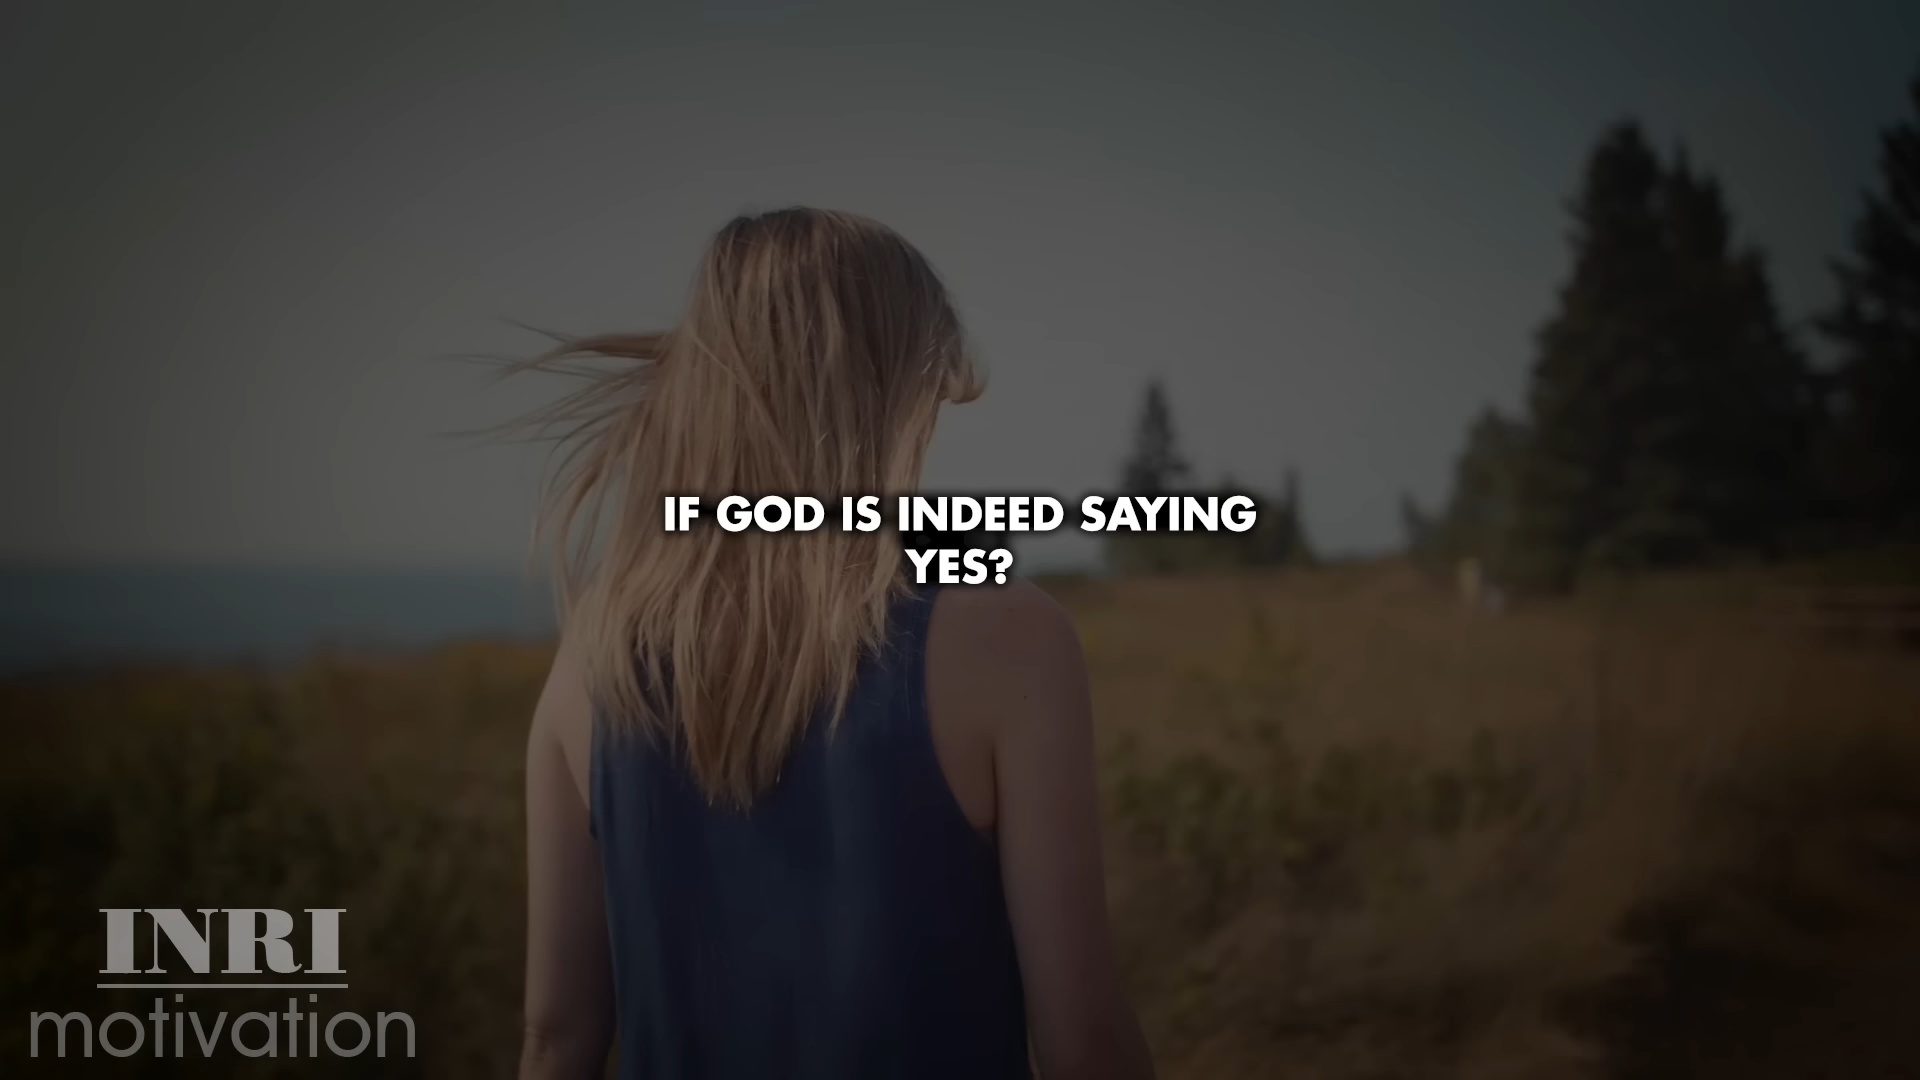 IF GOD IS INDEED SAYING
YES?
INRI
motivation